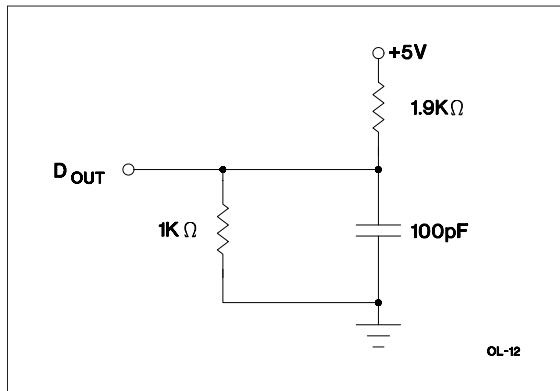 +5V
1.9KΩ
D OUT
1K Ω
100pF
OL-12